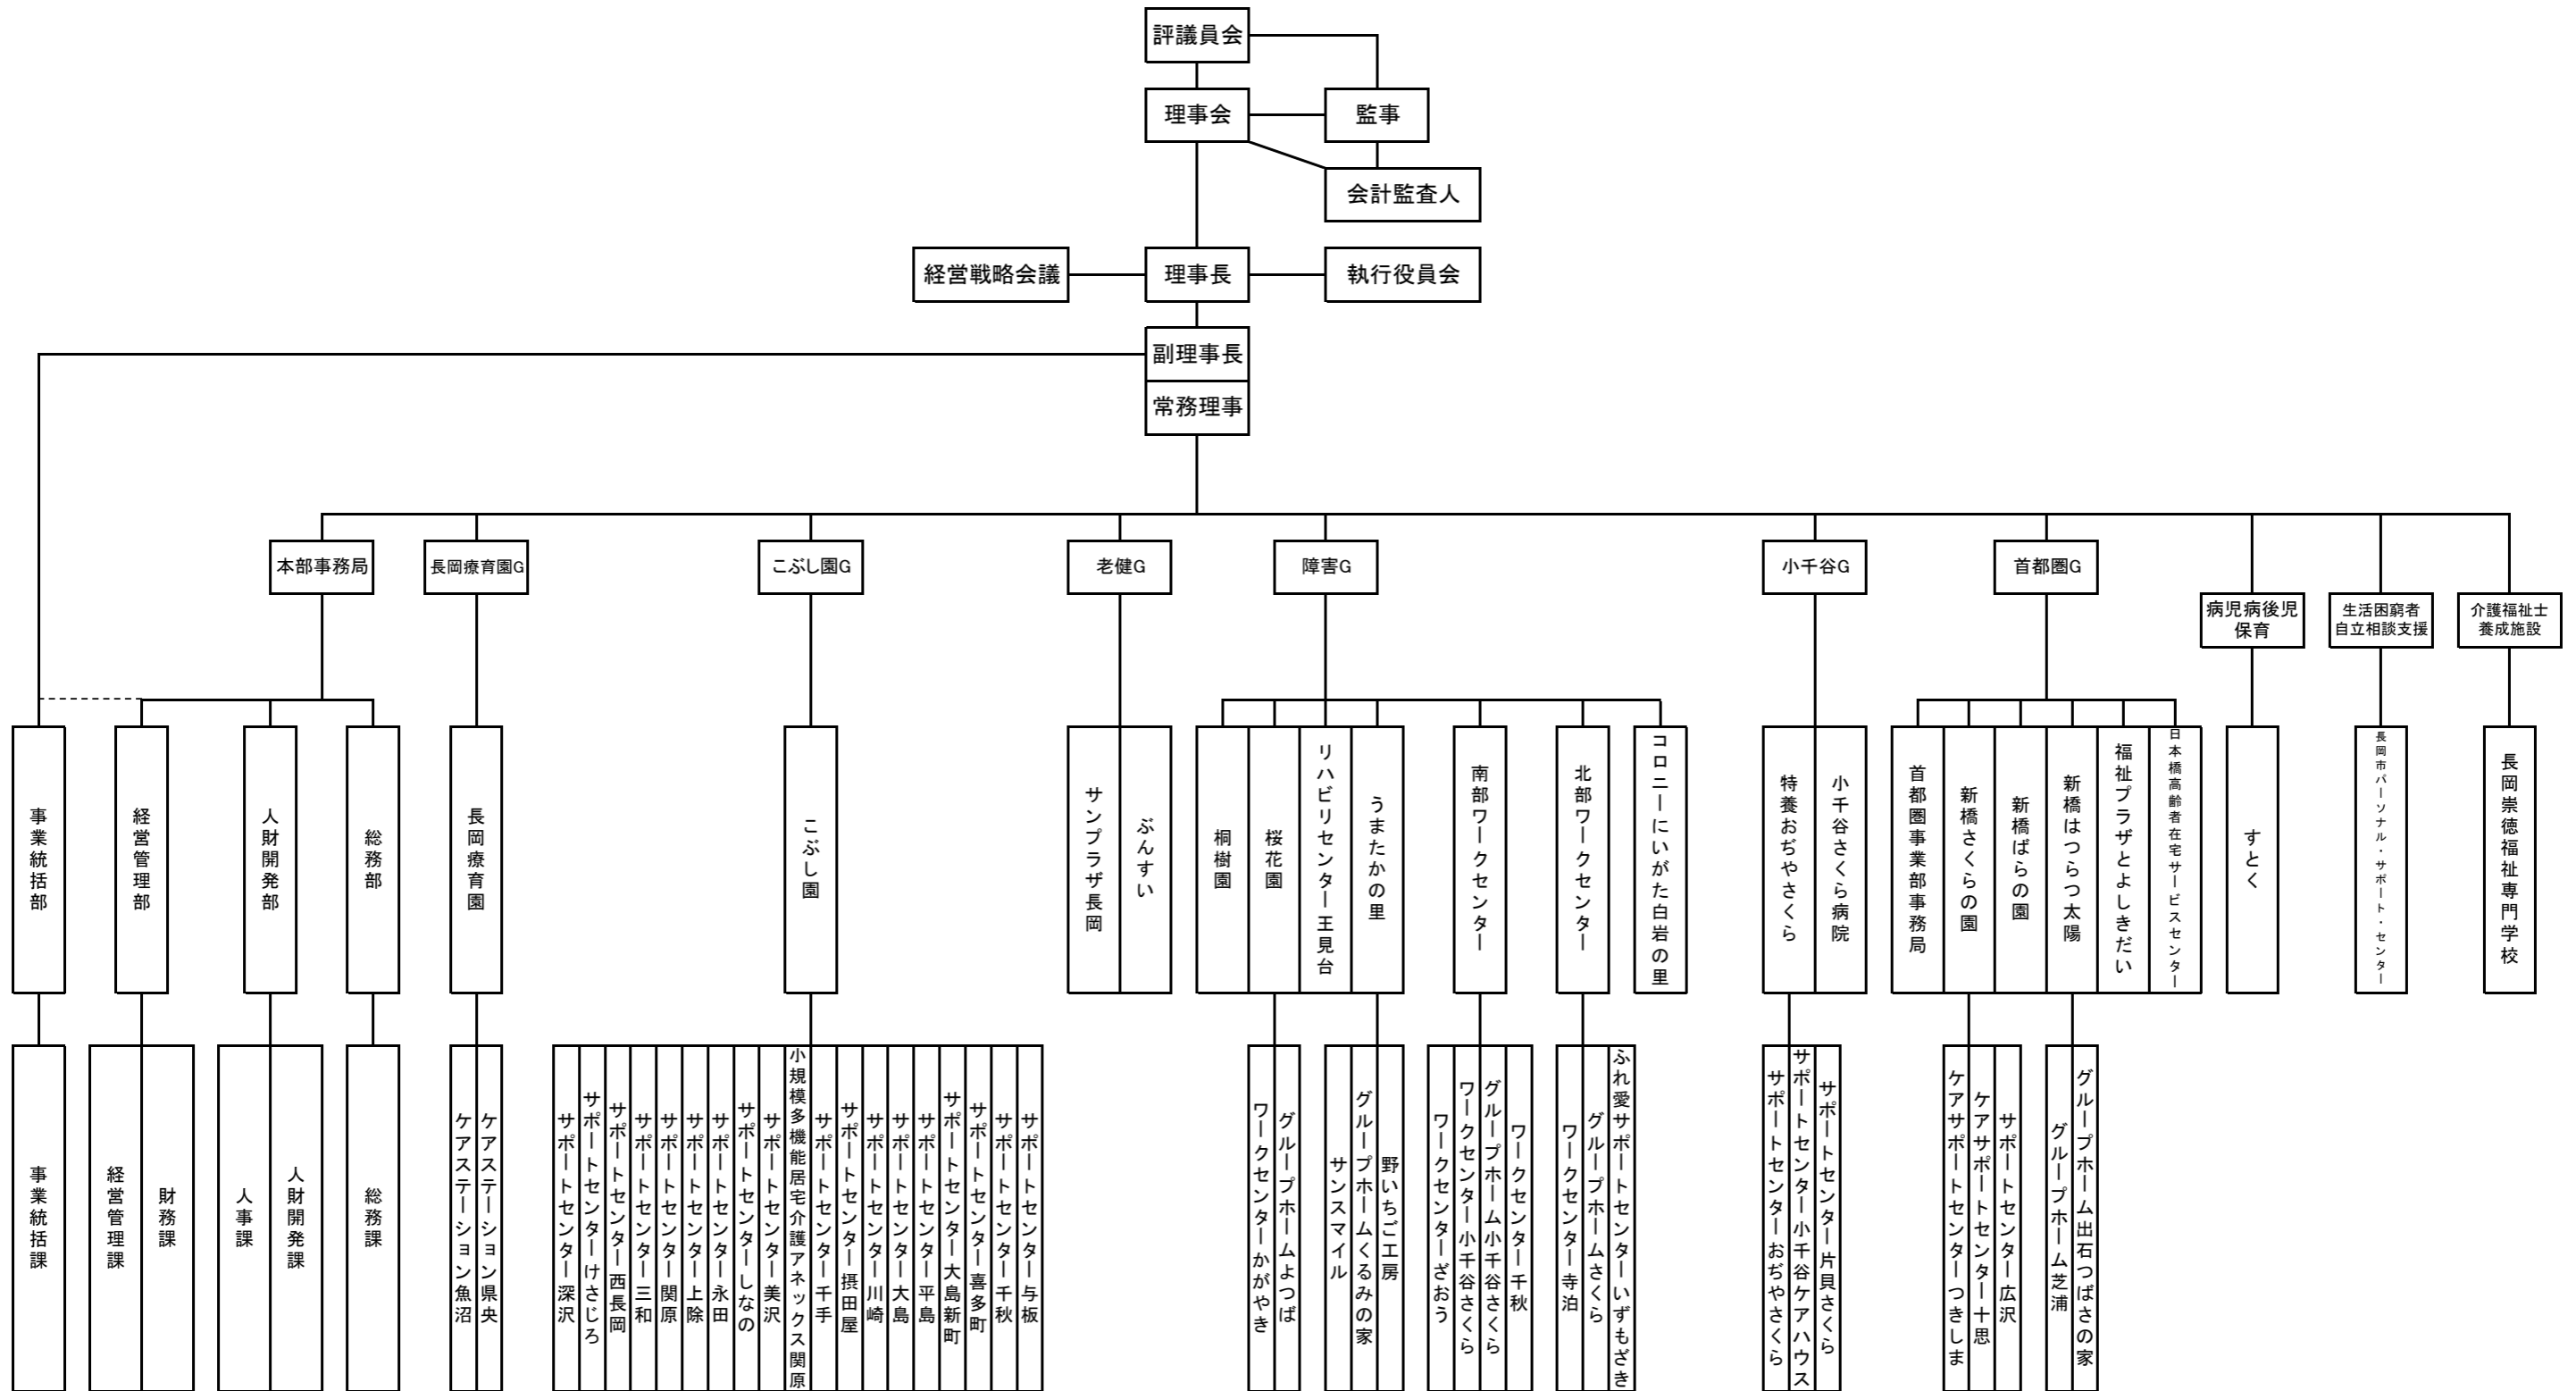 評議員会
理事会
監事
会計監査人
経営戦略会議
理事長
執行役員会
副理事長
常務理事
本部事務局
長岡療育園G
こぶし園G
老健G
障害G
小千谷G
首都圏G
病児病後児
保育
生活困窮者
自立相談支援
介護福祉士
養成施設
事業統括部
経営管理部
人財開発部
総務部
長岡療育園
こぶし園
サンプラザ長岡
ぶんすい
桐樹園
桜花園
リハビリセンター王見台
うまたかの里
南部ワークセンター
北部ワークセンター
コロニーにいがた白岩の里
特養おぢやさくら
小千谷さくら病院
首都圏事業部事務局
新橋さくらの園
新橋ばらの園
新橋はつらつ太陽
福祉プラザとよしきだい
日本橋高齢者在宅サービスセンター
すとく
長岡市パーソナル・サポート・センター
長岡崇徳福祉専門学校
事業統括課
経営管理課
財務課
人事課
人財開発課
総務課
ケアステーション魚沼
ケアステーション県央
サポートセンター深沢
サポートセンターけさじろ
サポートセンター西長岡
サポートセンター三和
サポートセンター関原
サポートセンター上除
サポートセンター永田
サポートセンターしなの
サポートセンター美沢
小規模多機能居宅介護アネックス関原
サポートセンター千手
サポートセンター摂田屋
サポートセンター川崎
サポートセンター大島
サポートセンター平島
サポートセンター大島新町
サポートセンター喜多町
サポートセンター千秋
サポートセンター与板
ワークセンターかがやき
グループホームよつば
サンスマイル
グループホームくるみの家
野いちご工房
ワークセンターざおう
ワークセンター小千谷さくら
グループホーム小千谷さくら
ワークセンター千秋
ワークセンター寺泊
グループホームさくら
ふれ愛サポートセンターいずもざき
サポートセンターおぢやさくら
サポートセンター小千谷ケアハウス
サポートセンター片貝さくら
ケアサポートセンターつきしま
ケアサポートセンター十思
サポートセンター広沢
グループホーム芝浦
グループホーム出石つばさの家